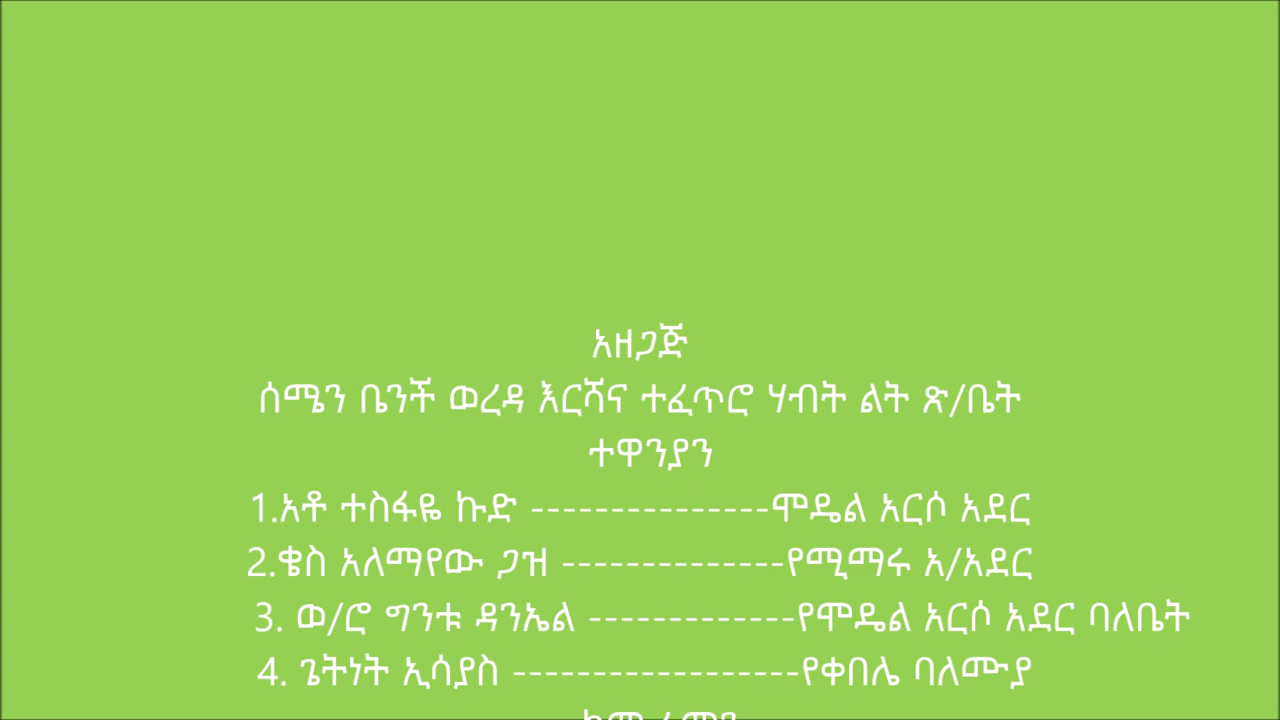 አዘጋጅ
ሰሜን ቤንች ወረዳ እርሻና ተፈጥሮ ሃብት ልት ጽ/ቤት
ተዋንያን
1.አቶ ተስፋዬ ኩድ ---------------ሞዴል አርሶ አደር
2.ቄስ አለማየው ጋዝ --------------የሚማሩ አ/አደር
3. ወ/ሮ ግንቱ ዳንኤል -------------የሞዴል አርሶ አደር ባለቤት
4. ጌትነት ኢሳያስ ------------------የቀበሌ ባለሙያ